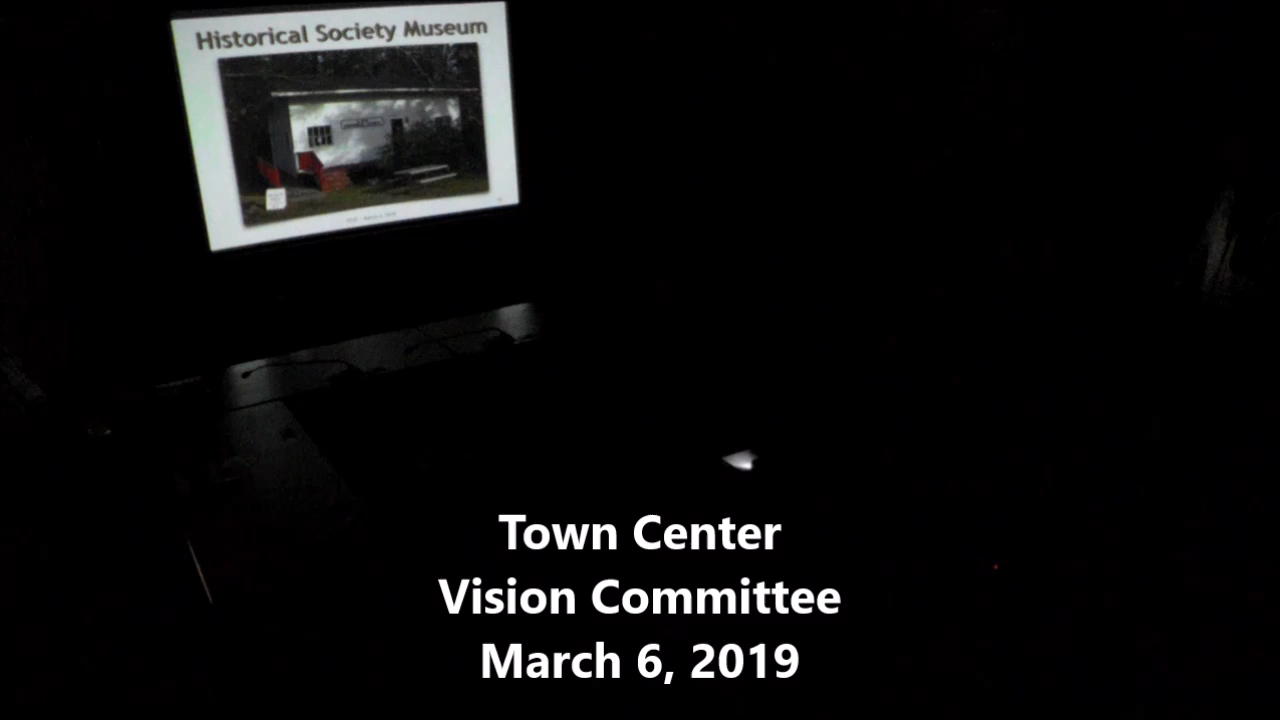 Historical Society Museum
Town Center
Vision Committee
March 6, 2019